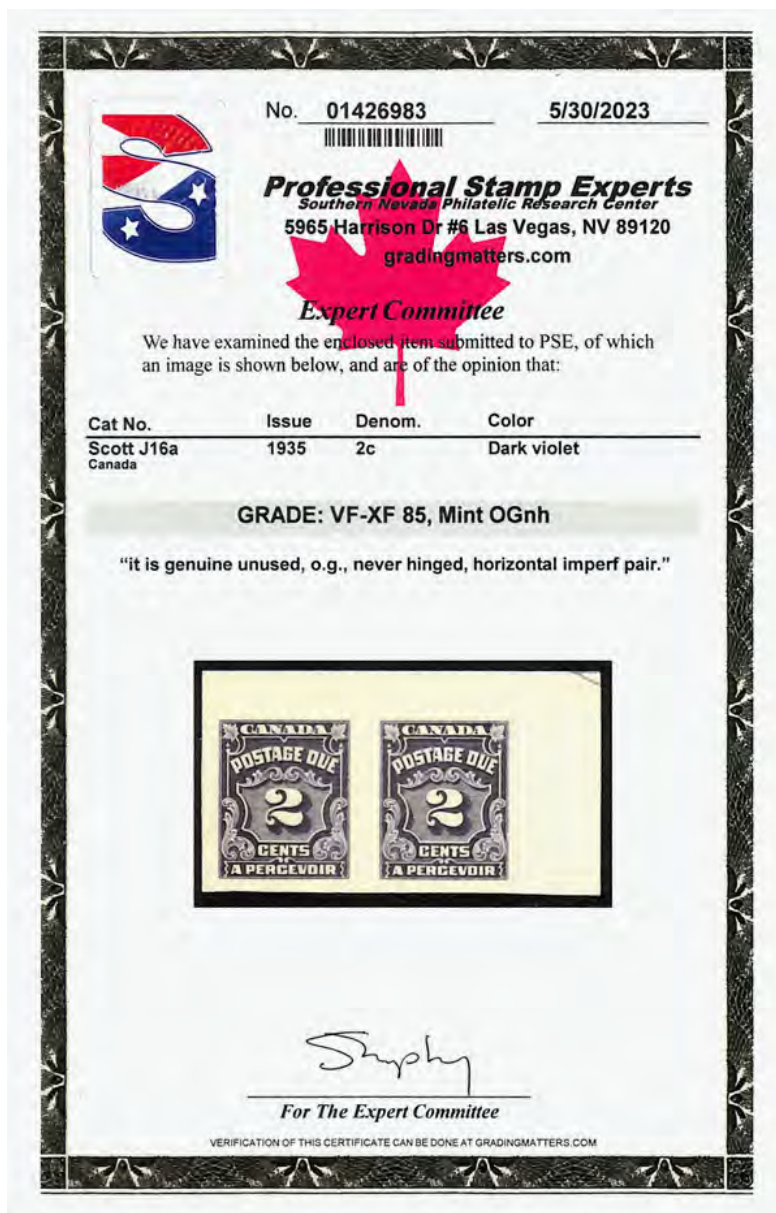 No. 01426983 5/30/2023
Professional Stamp Experts
Southern Nevada Philatelic Research Center
5965 Harrison Dr #6 Las Vegas, NV 89120
gradingmatters.com
Expert Committee
We have examined the enclosed item submitted to PSE, of which
an image is shown below, and are of the opinion that:
Cat No. Issue Denom. Color
Scott J16a 1935 2c Dark violet
Canada
GRADE: VF-XF 85, Mint OGnh
"it is genuine unused, o.g., never hinged, horizontal imperf pair."
CANADA CANADA
POSTAGE DUE POSTAGE DUE
2 2
CENTS CENTS
A PERCEVOIR A PERCEVOIR
For The Expert Committee
VERIFICATION OF THIS CERTIFICATE CAN BE DONE AT GRADINGMATTERS.COM